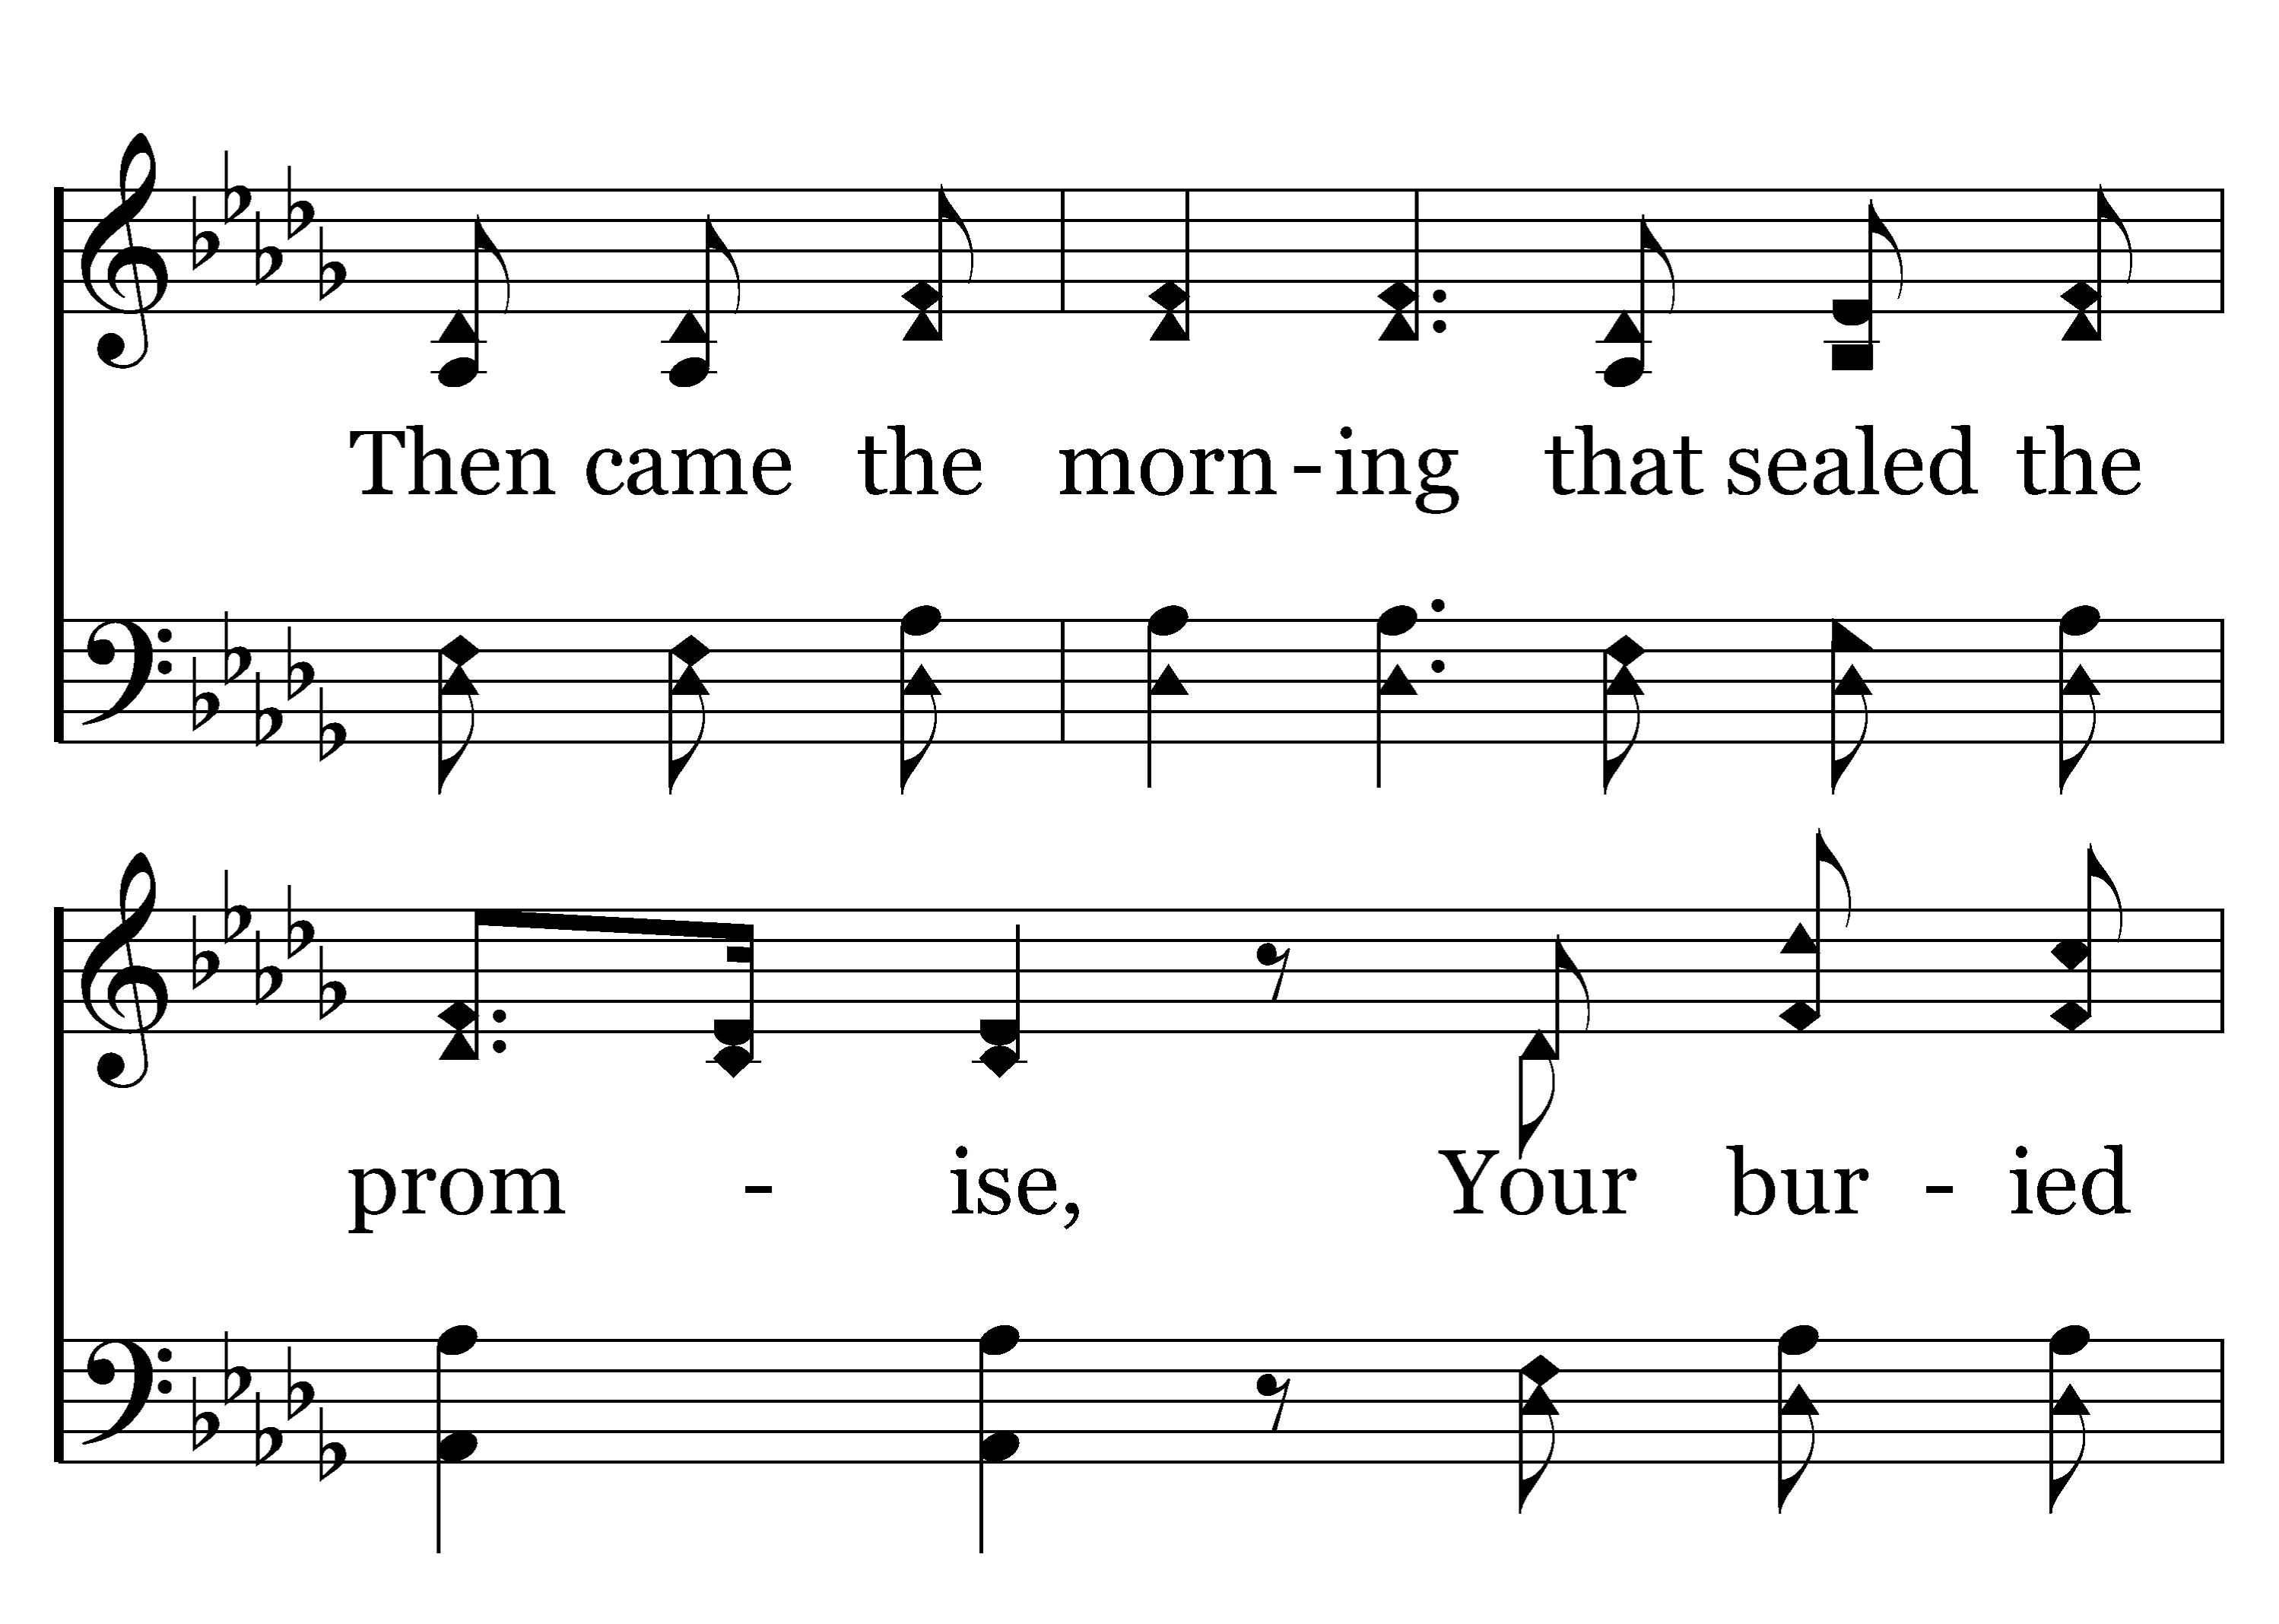 Then came the morn-ing that sealed the
prom - ise, Your bur - ied